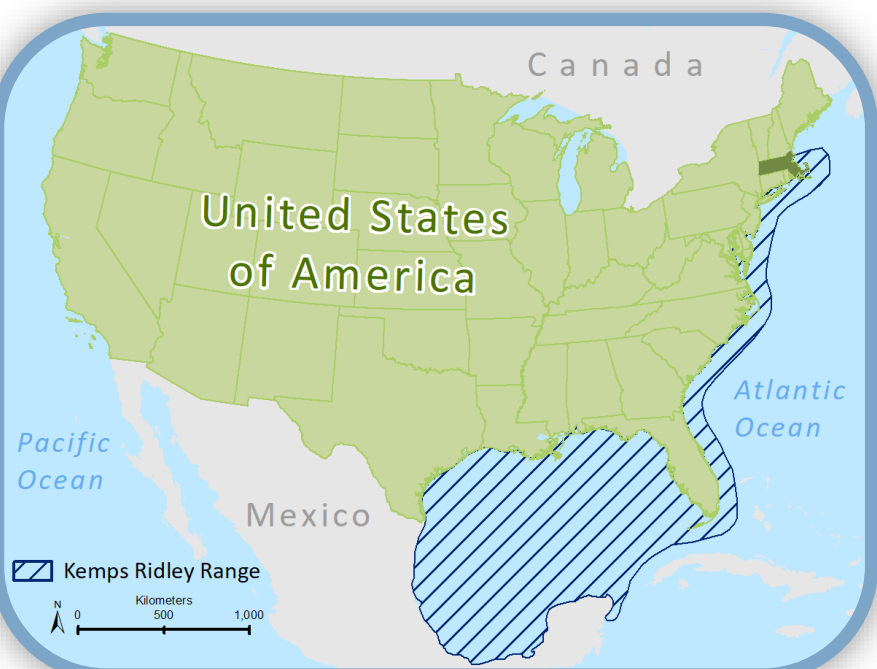 Canada
United States
of America
Atlantic
Ocean
Pacific
Ocean
Mexico
Kemps Ridley Range
N
Kilometers
0 500 1,000